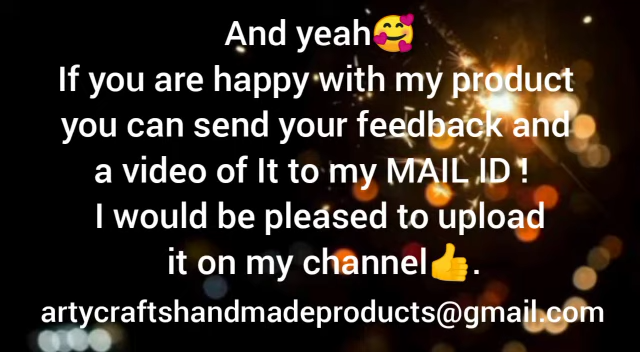 And yeah🥰
If you are happy with my product
you can send your feedback and
a video of It to my MAIL ID !
I would be pleased to upload
it on my channel👍.
artycraftshandmadeproducts@gmail.com